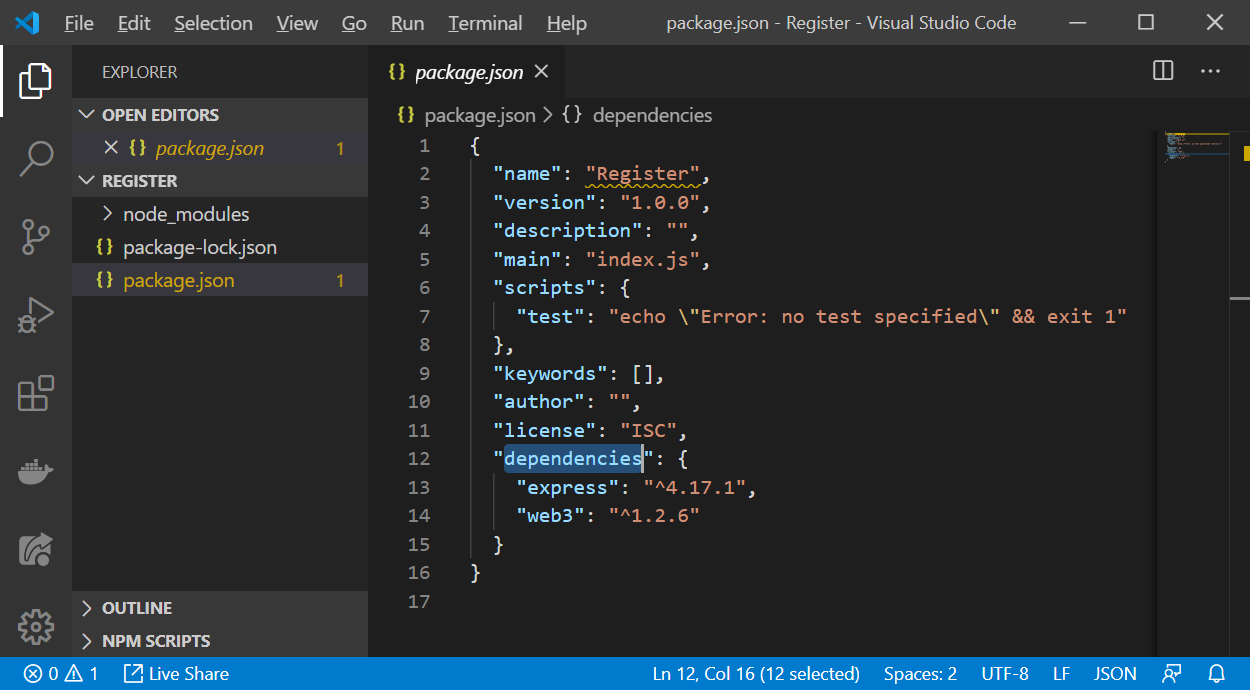 File Edit Selection View Go Run Terminal Help package.json - Register - Visual Studio Code
EXPLORER
OPEN EDITORS
{} package.json 1
REGISTER
node_modules
{} package-lock.json
{} package.json 1
OUTLINE
NPM SCRIPTS
{} package.json
{} package.json > {} dependencies
1 {
2 "name": "Register",
3 "version": "1.0.0",
4 "description": "",
5 "main": "index.js",
6 "scripts": {
7 "test": "echo \"Error: no test specified\" && exit 1"
8 },
9 "keywords": [],
10 "author": "",
11 "license": "ISC",
12 "dependencies": {
13 "express": "^4.17.1",
14 "web3": "^1.2.6"
15 }
16 }
17
0 1 Live Share Ln 12, Col 16 (12 selected) Spaces: 2 UTF-8 LF JSON